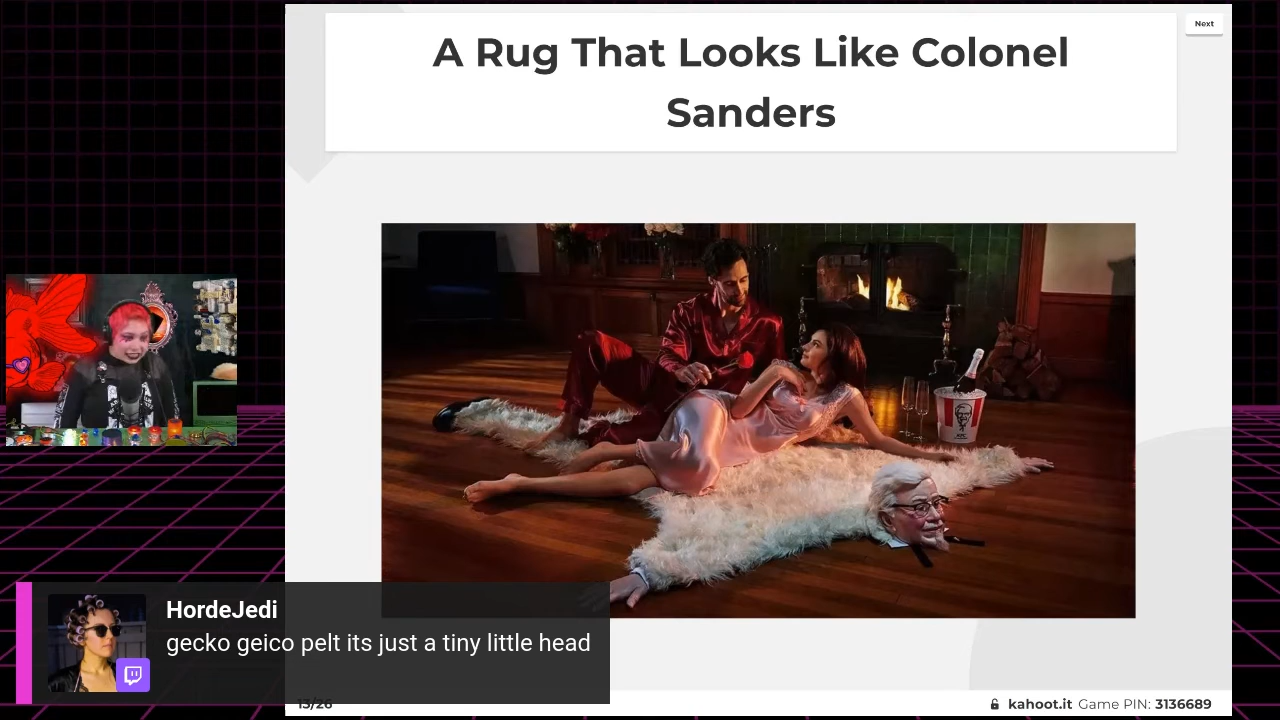 A Rug That Looks Like Colonel
Sanders
Next
KFC
HordeJedi
gecko geico pelt its just a tiny little head
13/26
kahoot.it Game PIN: 3136689